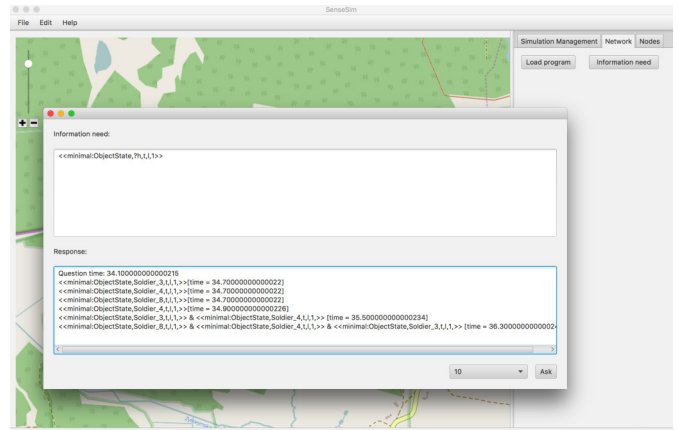 SenseSim
File Edit Help
Simulation Management Network Nodes
Load program Information need
Information need:
<<minimal:ObjectState,?h,t,l,1>>
Response:
Question time: 34.100000000000215
<<minimal:ObjectState,Soldier_3,t,l,1,>>[time = 34.70000000000022]
<<minimal:ObjectState,Soldier_4,t,l,1,>>[time = 34.70000000000022]
<<minimal:ObjectState,Soldier_8,t,l,1,>>[time = 34.70000000000022]
<<minimal:ObjectState,Soldier_4,t,l,1,>>[time = 34.900000000000226]
<<minimal:ObjectState,Soldier_3,t,l,1,>> & <<minimal:ObjectState,Soldier_4,t,l,1,>> [time = 35.500000000000234]
<<minimal:ObjectState,Soldier_8,t,l,1,>> & <<minimal:ObjectState,Soldier_4,t,l,1,>> & <<minimal:ObjectState,Soldier_3,t,l,1,>> [time = 36.3000000000002
10 Ask